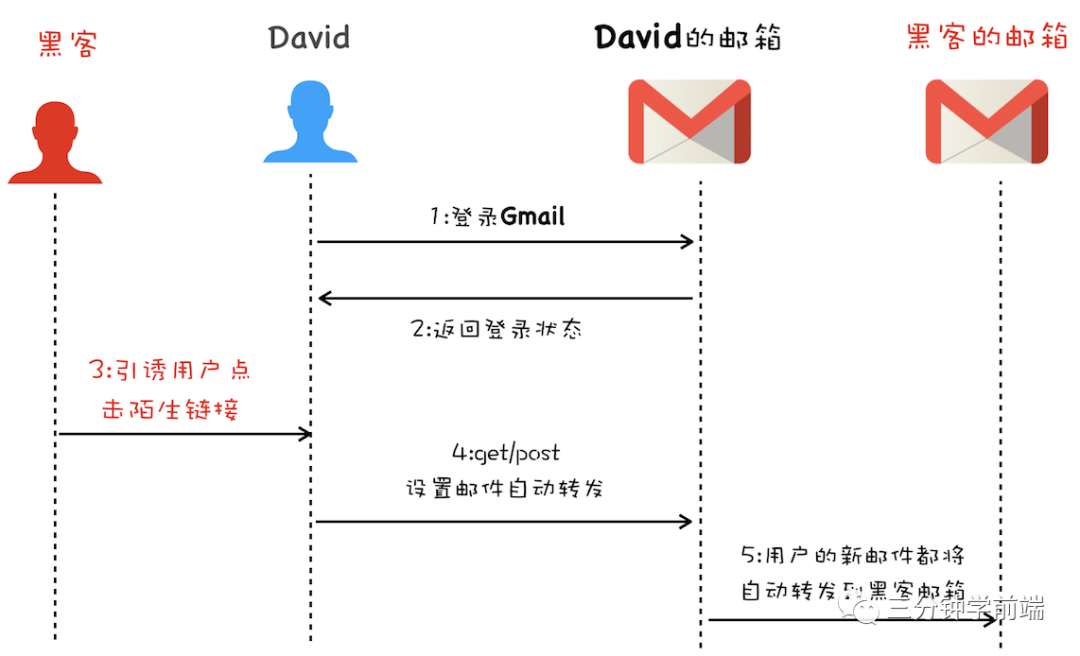 黑客
David
David的邮箱
黑客的邮箱
1:登录Gmail
2:返回登录状态
3:引诱用户点
击陌生链接
4:get/post
设置邮件自动转发
5:用户的新邮件都将
自动转发到黑客邮箱
三分钟学前端